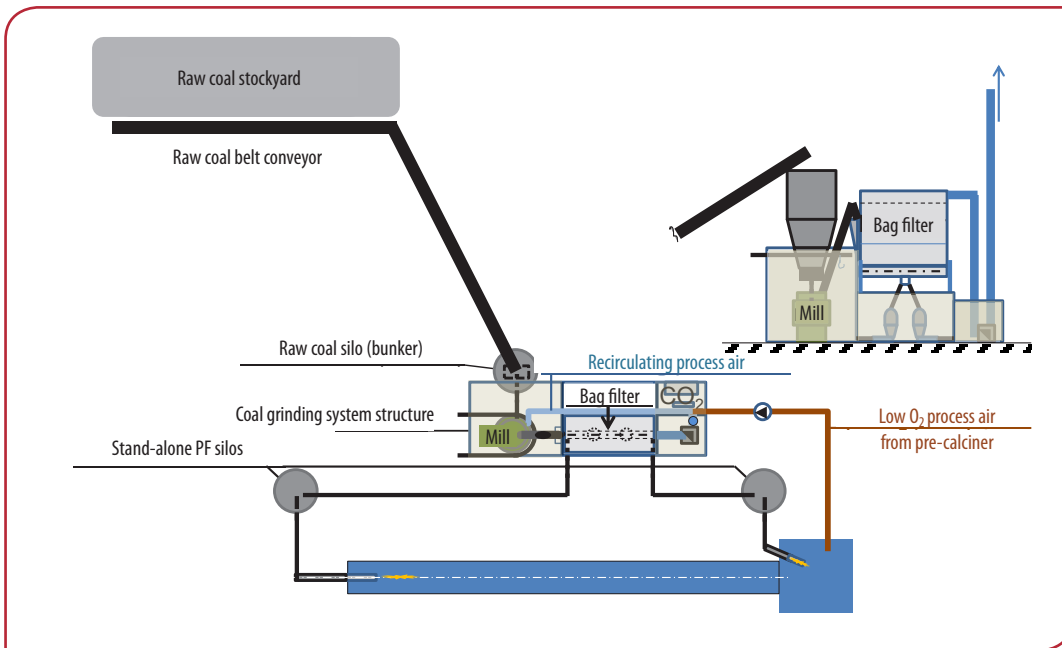 Raw coal stockyard
Raw coal belt conveyor
Bag filter
Mill
Raw coal silo (bunker)
Recirculating process air
Bag filter
CO2
Coal grinding system structure
Mill
Low O2 process air
from pre-calciner
Stand-alone PF silos